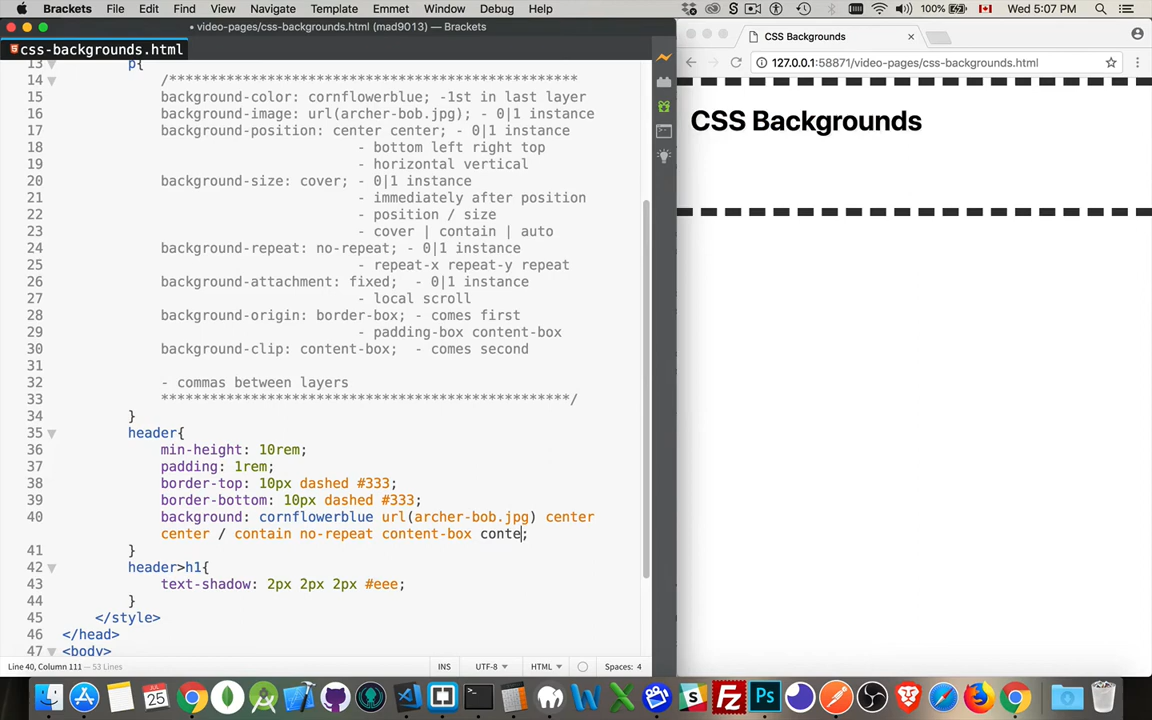 Brackets File Edit Find View Navigate Template Emmet Window Debug Help 100% Wed 5:07 PM
• video-pages/css-backgrounds.html (mad9013) — Brackets
css-backgrounds.html
13 p{
14 /**************************************************
15 background-color: cornflowerblue; -1st in last layer
16 background-image: url(archer-bob.jpg); - 0|1 instance
17 background-position: center center; - 0|1 instance
18 - bottom left right top
19 - horizontal vertical
20 background-size: cover; - 0|1 instance
21 - immediately after position
22 - position / size
23 - cover | contain | auto
24 background-repeat: no-repeat; - 0|1 instance
25 - repeat-x repeat-y repeat
26 background-attachment: fixed; - 0|1 instance
27 - local scroll
28 background-origin: border-box; - comes first
29 - padding-box content-box
30 background-clip: content-box; - comes second
31
32 - commas between layers
33 **************************************************/
34 }
35 header{
36 min-height: 10rem;
37 padding: 1rem;
38 border-top: 10px dashed #333;
39 border-bottom: 10px dashed #333;
40 background: cornflowerblue url(archer-bob.jpg) center
center / contain no-repeat content-box conte;
41 }
42 header>h1{
43 text-shadow: 2px 2px 2px #eee;
44 }
45 </style>
46 </head>
47 <body>
Line 40, Column 111 — 53 Lines INS UTF-8 HTML Spaces: 4
CSS Backgrounds
127.0.0.1:58871/video-pages/css-backgrounds.html
CSS Backgrounds
JUL
25